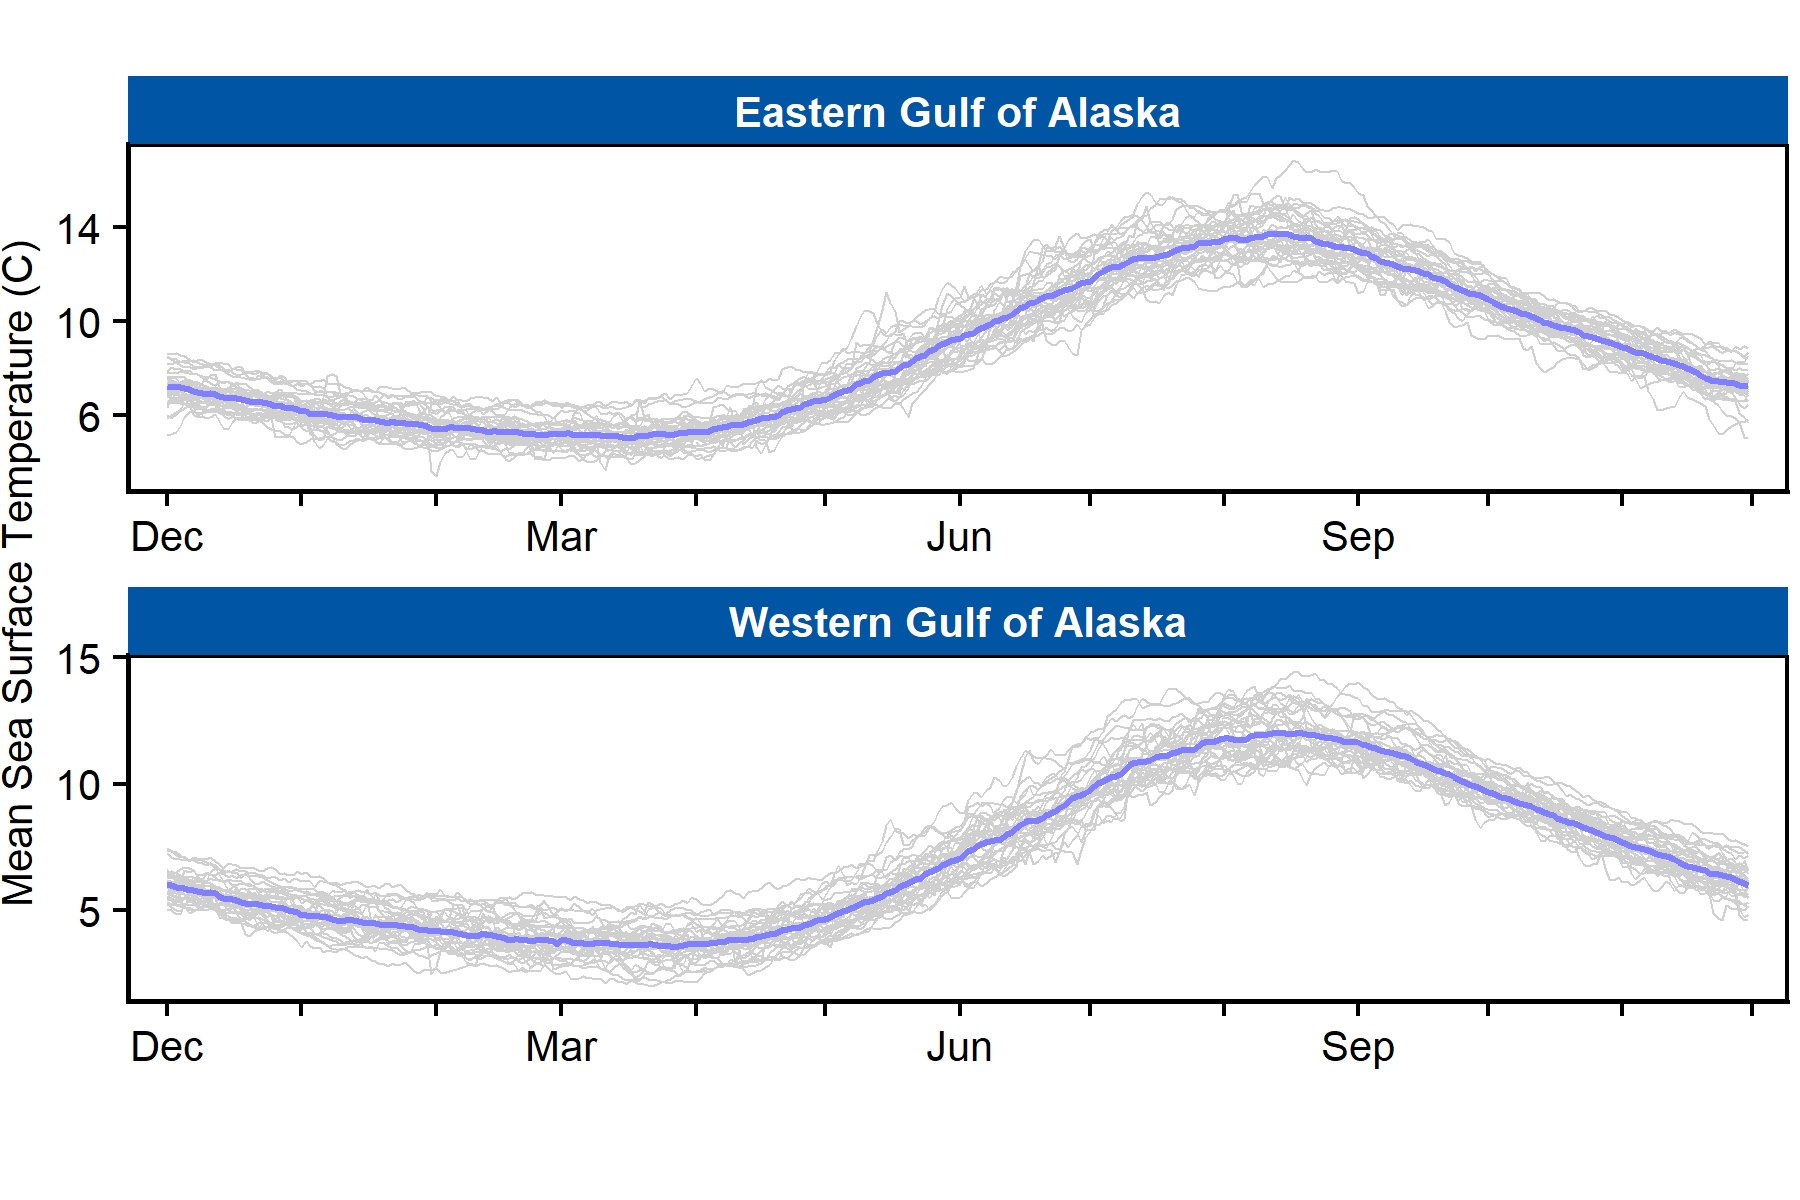 Mean Sea Surface Temperature (C)
Eastern Gulf of Alaska
14
10
6
Dec Mar Jun Sep
Western Gulf of Alaska
15
10
5
Dec Mar Jun Sep